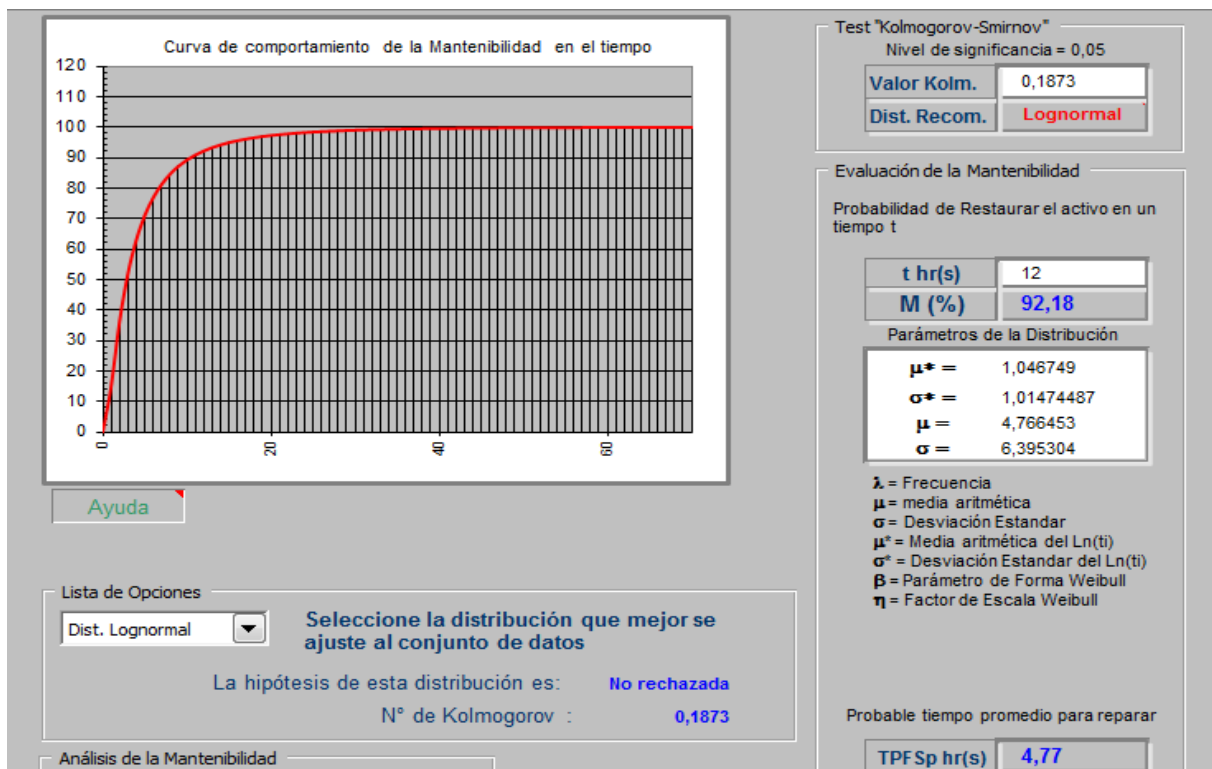 Curva de comportamiento de la Mantenibilidad en el tiempo
120
110
100
90
80
70
60
50
40
30
20
10
0
0
20
40
60
Ayuda
Lista de Opciones
Dist. Lognormal
Seleccione la distribución que mejor se
ajuste al conjunto de datos
La hipótesis de esta distribución es: No rechazada
N° de Kolmogorov : 0,1873
Análisis de la Mantenibilidad
Test "Kolmogorov-Smirnov"
Nivel de significancia = 0,05
Valor Kolm. 0,1873
Dist. Recom. Lognormal
Evaluación de la Mantenibilidad
Probabilidad de Restaurar el activo en un
tiempo t
t hr(s) 12
M (%) 92,18
Parámetros de la Distribución
μ* = 1,046749
σ* = 1,01474487
μ = 4,766453
σ = 6,395304
λ = Frecuencia
μ = media aritmética
σ = Desviación Estandar
μ* = Media aritmética del Ln(ti)
σ* = Desviación Estandar del Ln(ti)
β = Parámetro de Forma Weibull
η = Factor de Escala Weibull
Probable tiempo promedio para reparar
TPFSp hr(s) 4,77